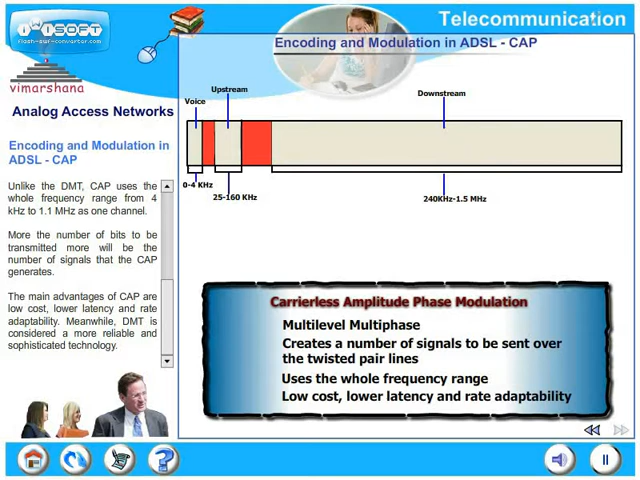 Telecommunication
iWiSOFT
flash-swf-converter.com
Encoding and Modulation in ADSL - CAP
vimarshana
Analog Access Networks
Encoding and Modulation in
ADSL - CAP
Unlike the DMT, CAP uses the
whole frequency range from 4
kHz to 1.1 MHz as one channel.
More the number of bits to be
transmitted more will be the
number of signals that the CAP
generates.
The main advantages of CAP are
low cost, lower latency and rate
adaptability. Meanwhile, DMT is
considered a more reliable and
sophisticated technology.
Voice
Upstream
Downstream
0-4 KHz
25-160 KHz
240KHz-1.5 MHz
Carrierless Amplitude Phase Modulation
Multilevel Multiphase
Creates a number of signals to be sent over
the twisted pair lines
Uses the whole frequency range
Low cost, lower latency and rate adaptability